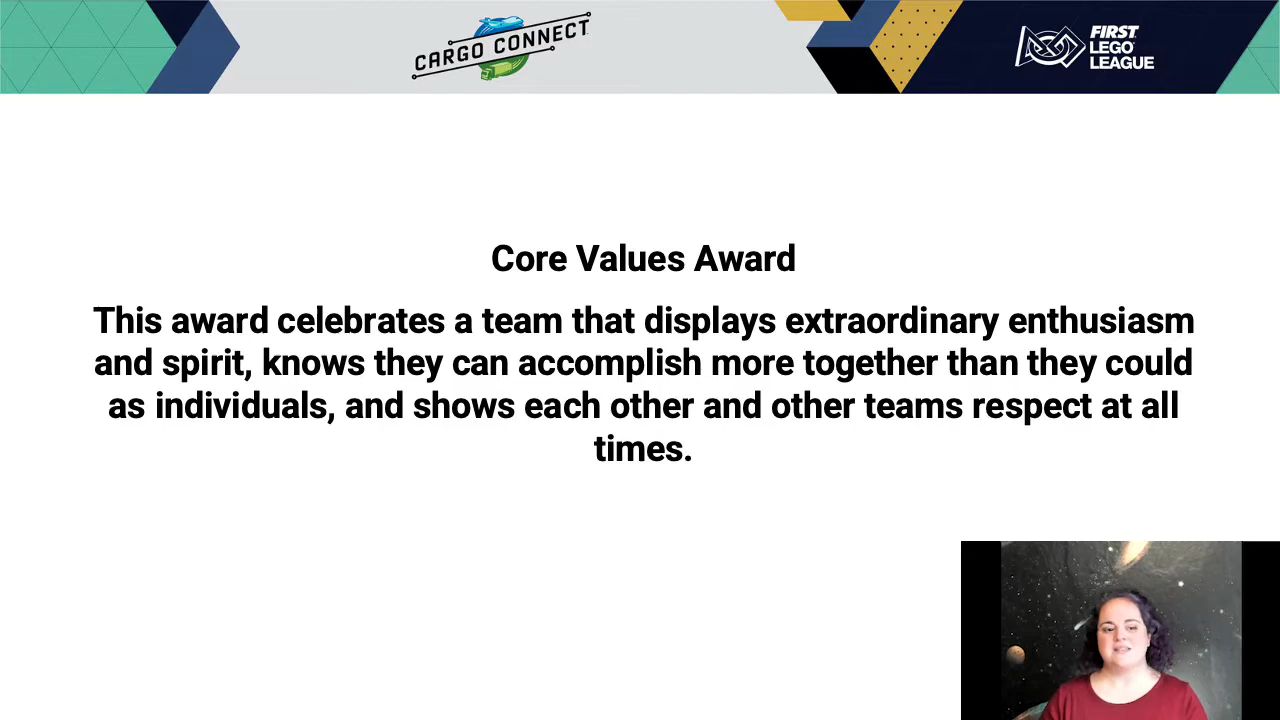 CARGO CONNECT
FIRST
LEGO
LEAGUE
Core Values Award
This award celebrates a team that displays extraordinary enthusiasm
and spirit, knows they can accomplish more together than they could
as individuals, and shows each other and other teams respect at all
times.